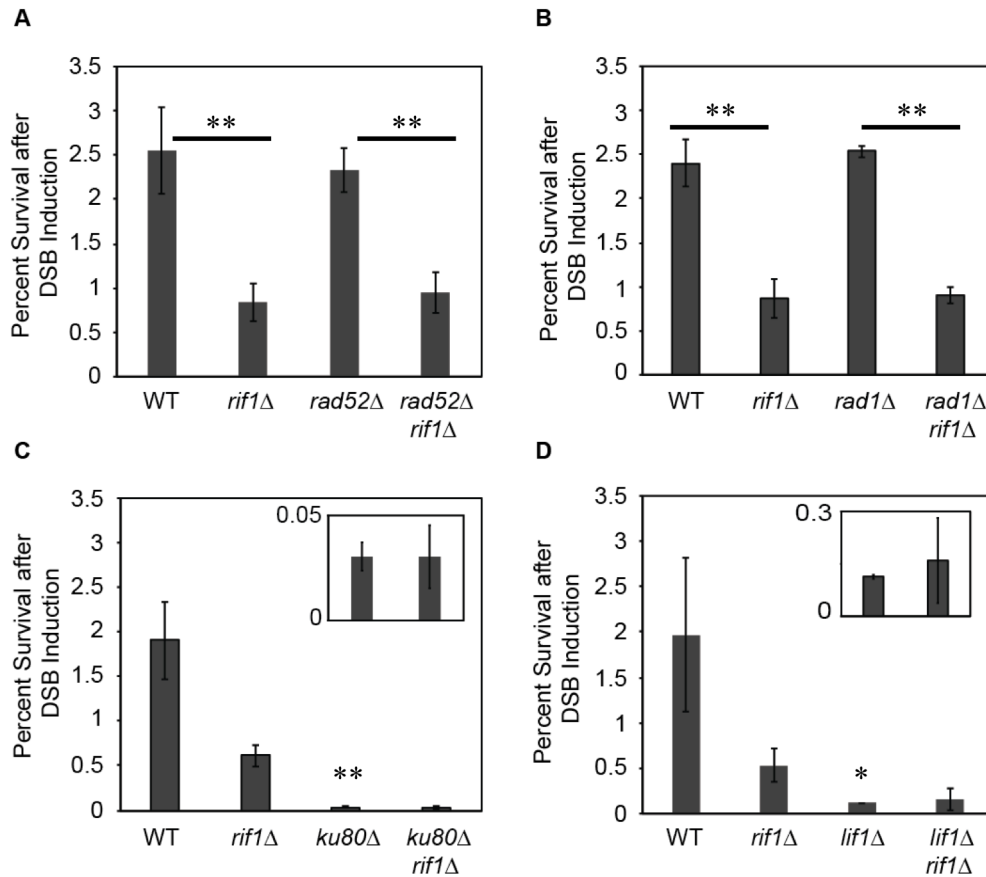 A
Percent Survival after
DSB Induction
3.5
3
2.5
2
1.5
1
0.5
0
**
**
WT
rif1Δ
rad52Δ
rad52Δ
rif1Δ
B
Percent Survival after
DSB Induction
3.5
3
2.5
2
1.5
1
0.5
0
**
**
WT
rif1Δ
rad1Δ
rad1Δ
rif1Δ
C
Percent Survival after
DSB Induction
3.5
3
2.5
2
1.5
1
0.5
0
0.05
0
**
WT
rif1Δ
ku80Δ
ku80Δ
rif1Δ
D
Percent Survival after
DSB Induction
3.5
3
2.5
2
1.5
1
0.5
0
0.3
0
*
WT
rif1Δ
lif1Δ
lif1Δ
rif1Δ